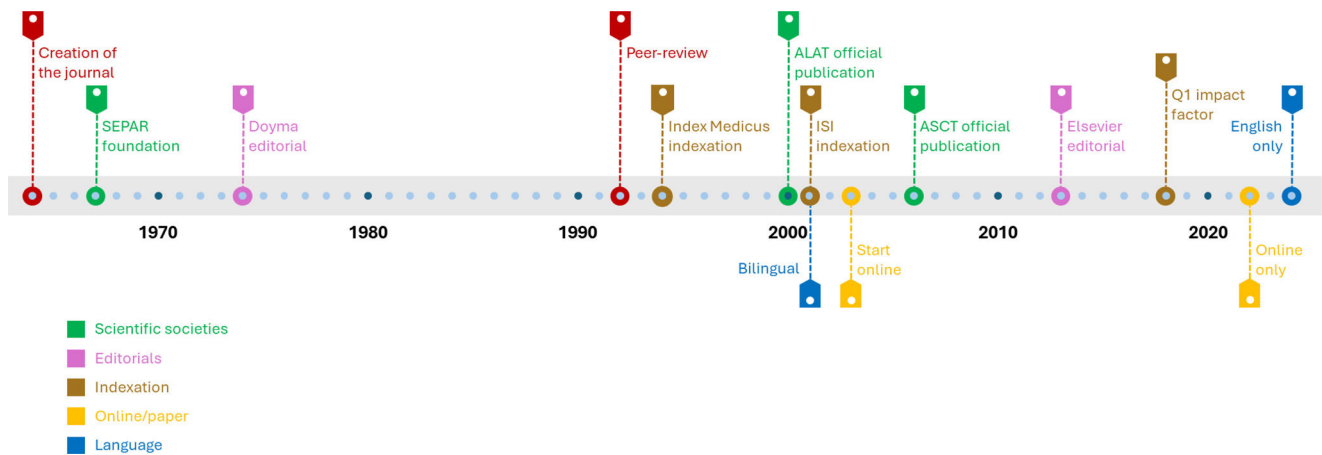 Creation of
the journal
SEPAR
foundation
Doyma
editorial
Peer-review
Index Medicus
indexation
ALAT official
publication
ISI
indexation
ASCT official
publication
Elsevier
editorial
Q1 impact
factor
English
only
1970
1980
1990
2000
2010
2020
Bilingual
Start
online
Online
only
Scientific societies
Editorials
Indexation
Online/paper
Language